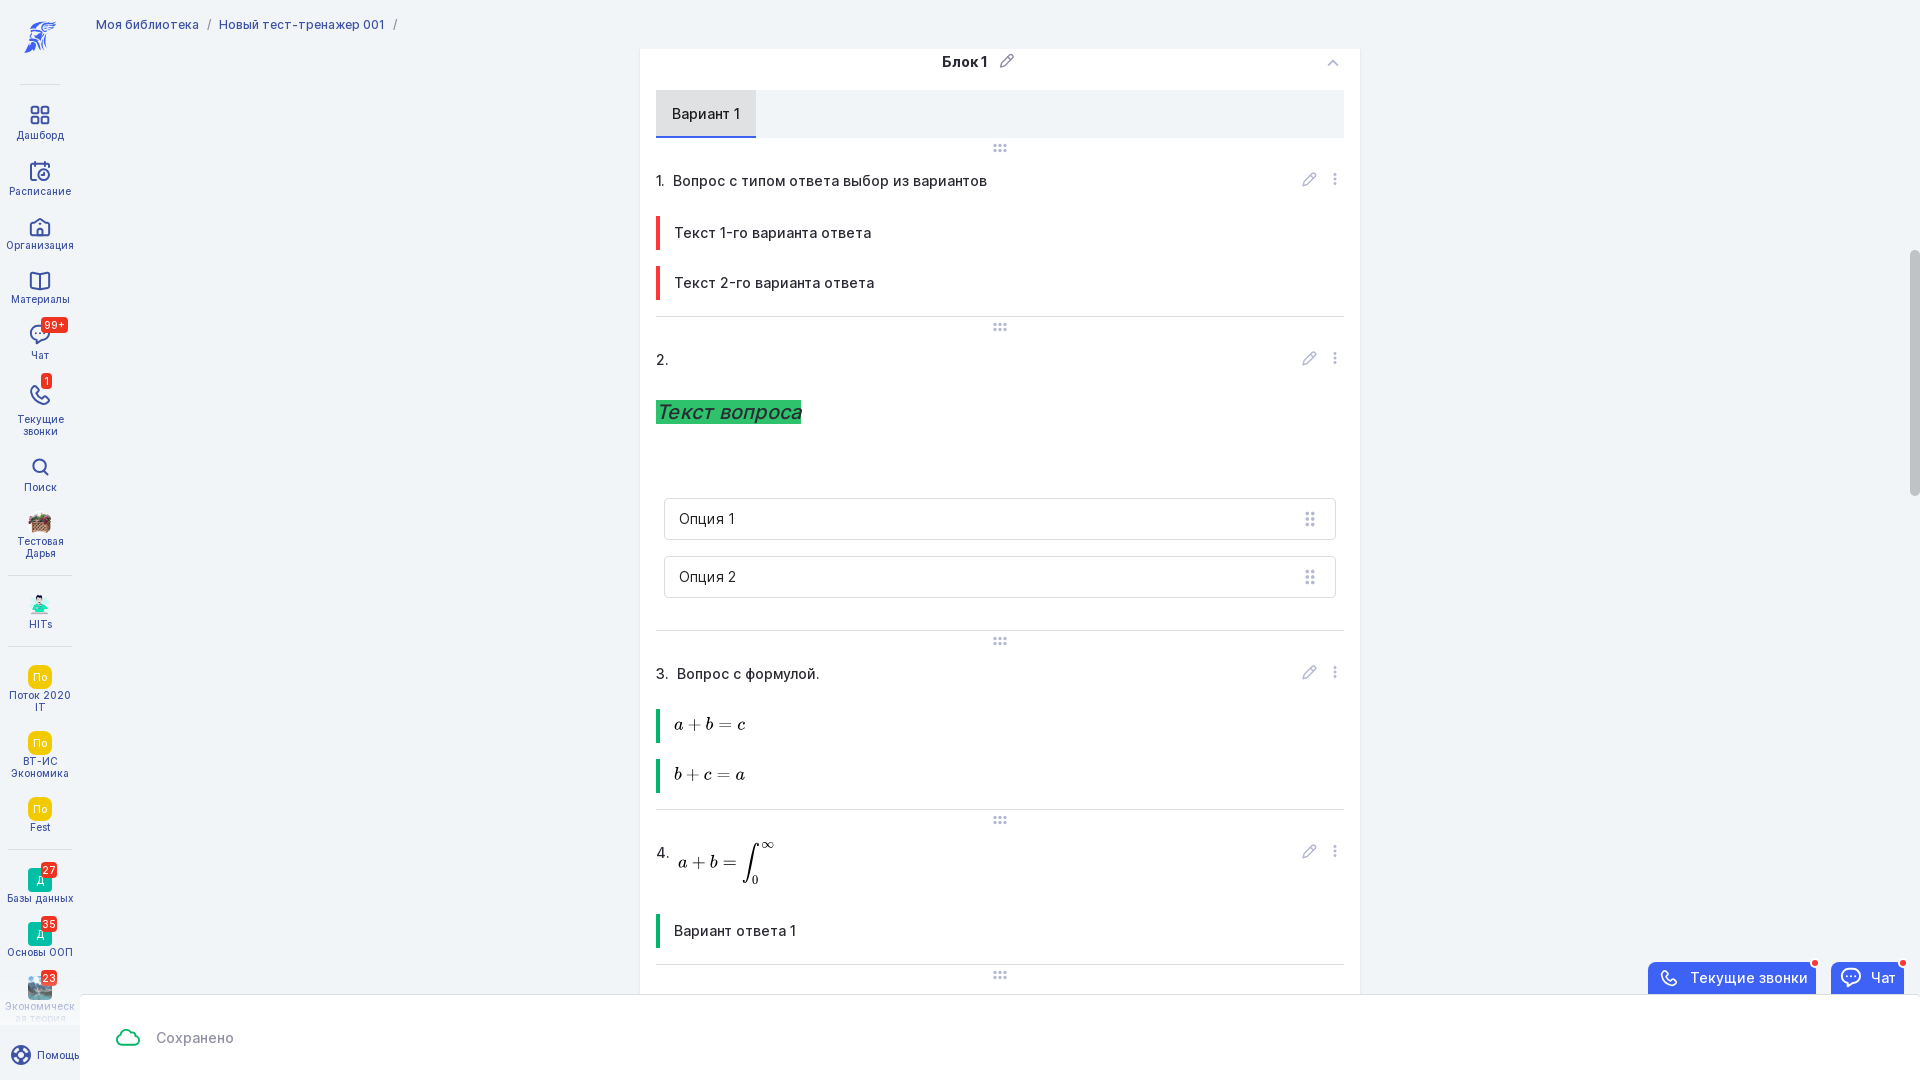 Моя библиотека / Новый тест-тренажер 001 /
Блок 1
Вариант 1
1. Вопрос с типом ответа выбор из вариантов
Текст 1-го варианта ответа
Текст 2-го варианта ответа
2.
Текст вопроса
Опция 1
Опция 2
3. Вопрос с формулой.
a + b = c
b + c = a
4. a + b = ∫₀^∞
Вариант ответа 1
Дашборд
Расписание
Организация
Материалы
99+
Чат
1
Текущие
звонки
Поиск
Тестовая
Дарья
HITs
По
Поток 2020
IT
По
ВТ-ИС
Экономика
По
Fest
27
Д
Базы данных
35
Д
Основы ООП
23
Экономическ
ая теория
Помощь
Сохранено
Текущие звонки
Чат